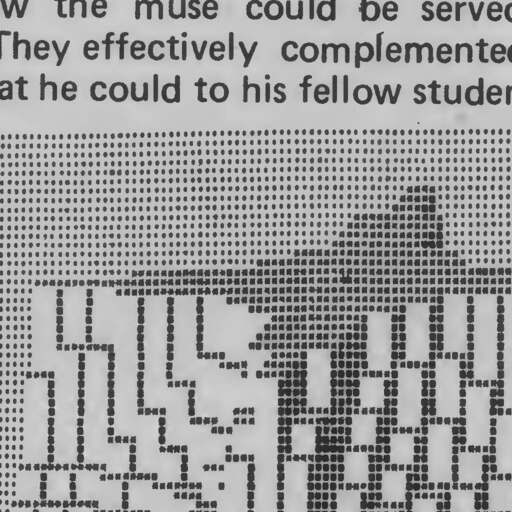 w the muse could be served
They effectively complemented
at he could to his fellow studen